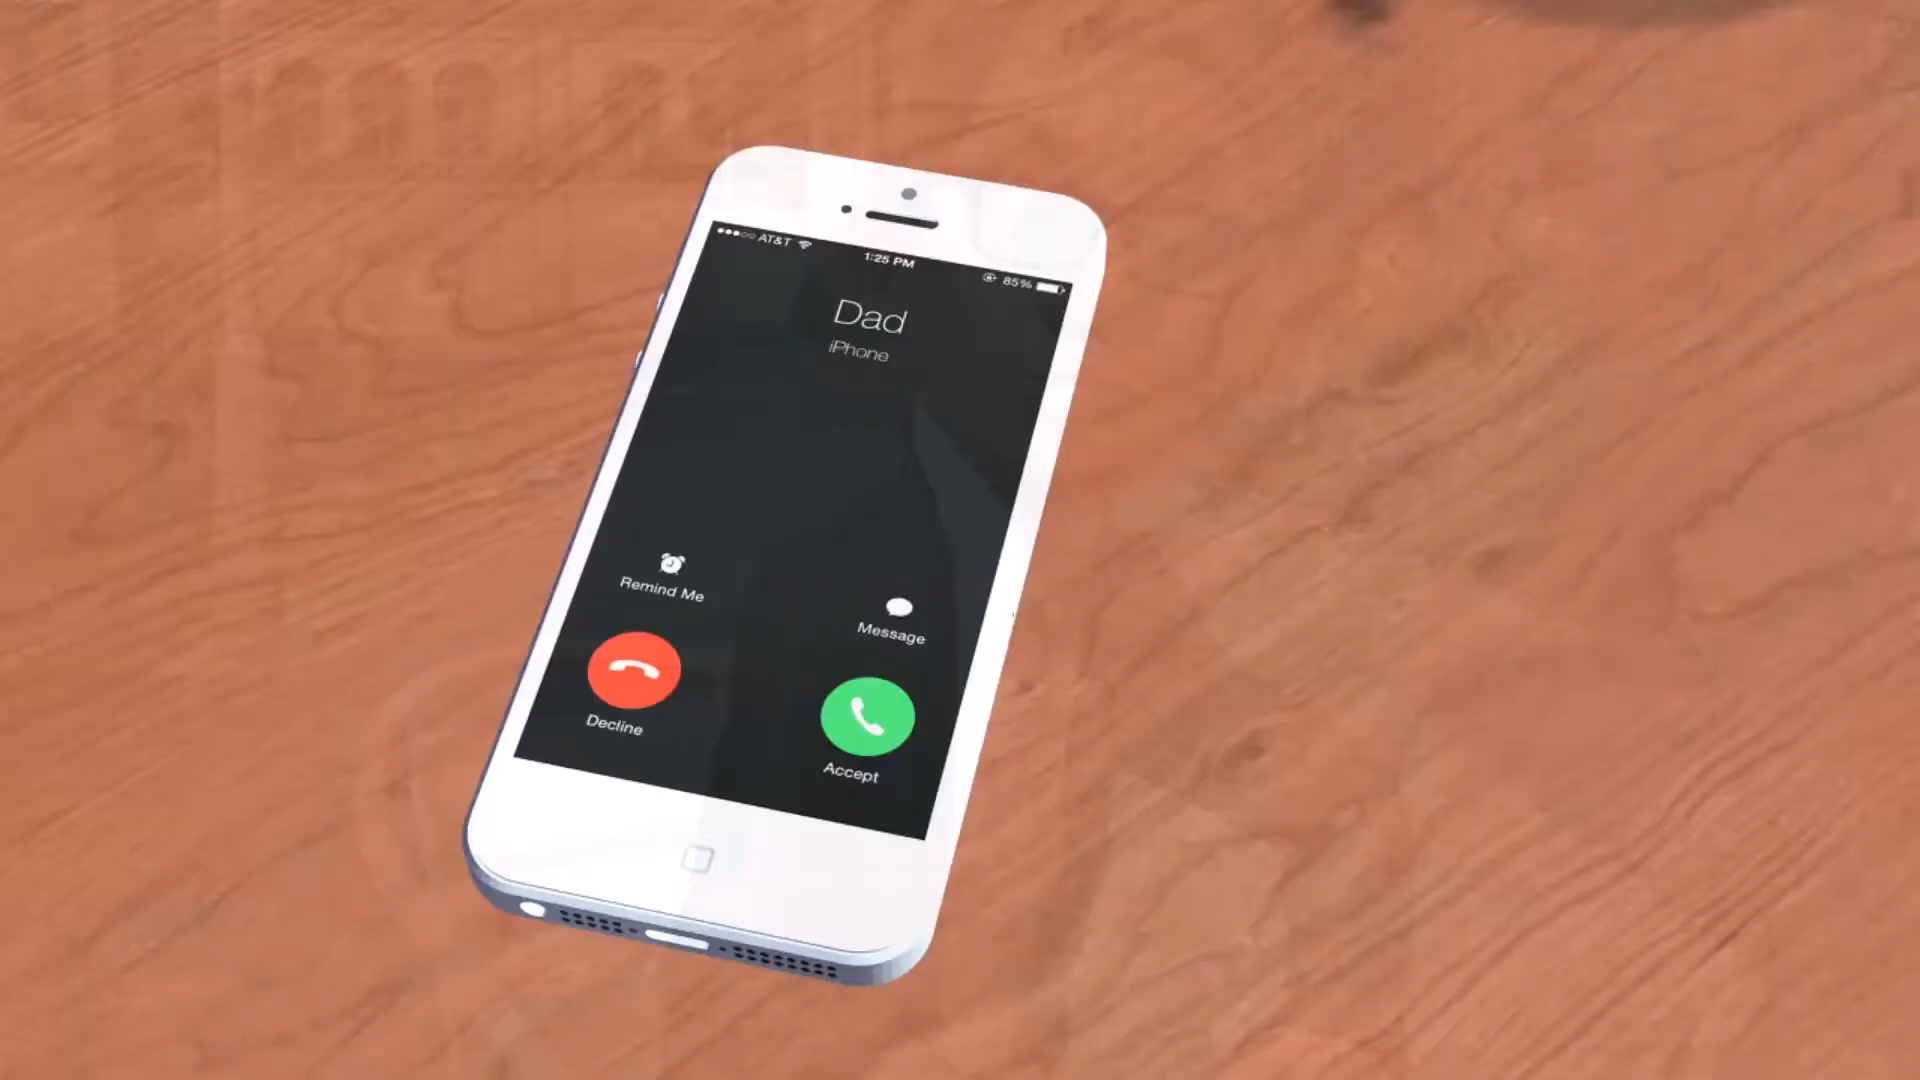 AT&T
1:25 PM
85%
Dad
iPhone
Remind Me
Message
Decline
Accept